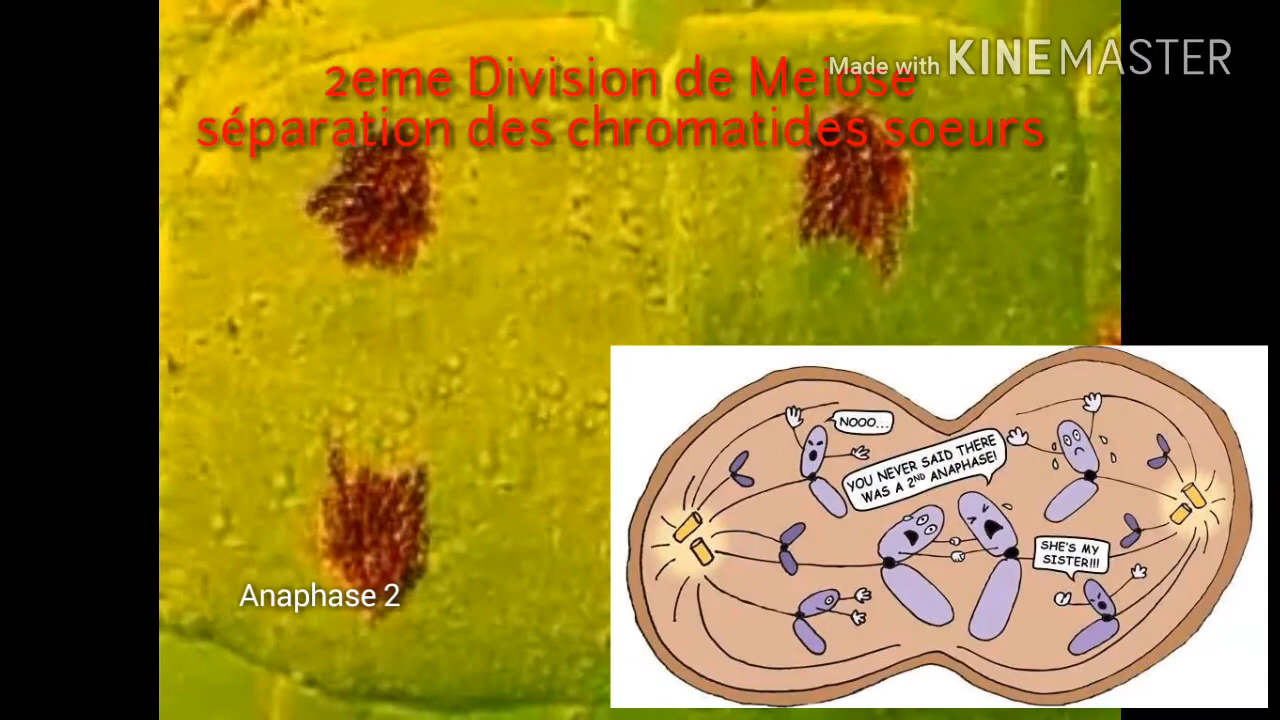 Made with KINEMASTER
2eme Division de Meiose
séparation des chromatides soeurs
NOOO...
YOU NEVER SAID THERE
WAS A 2ND ANAPHASE!
SHE'S MY
SISTER!!!
Anaphase 2